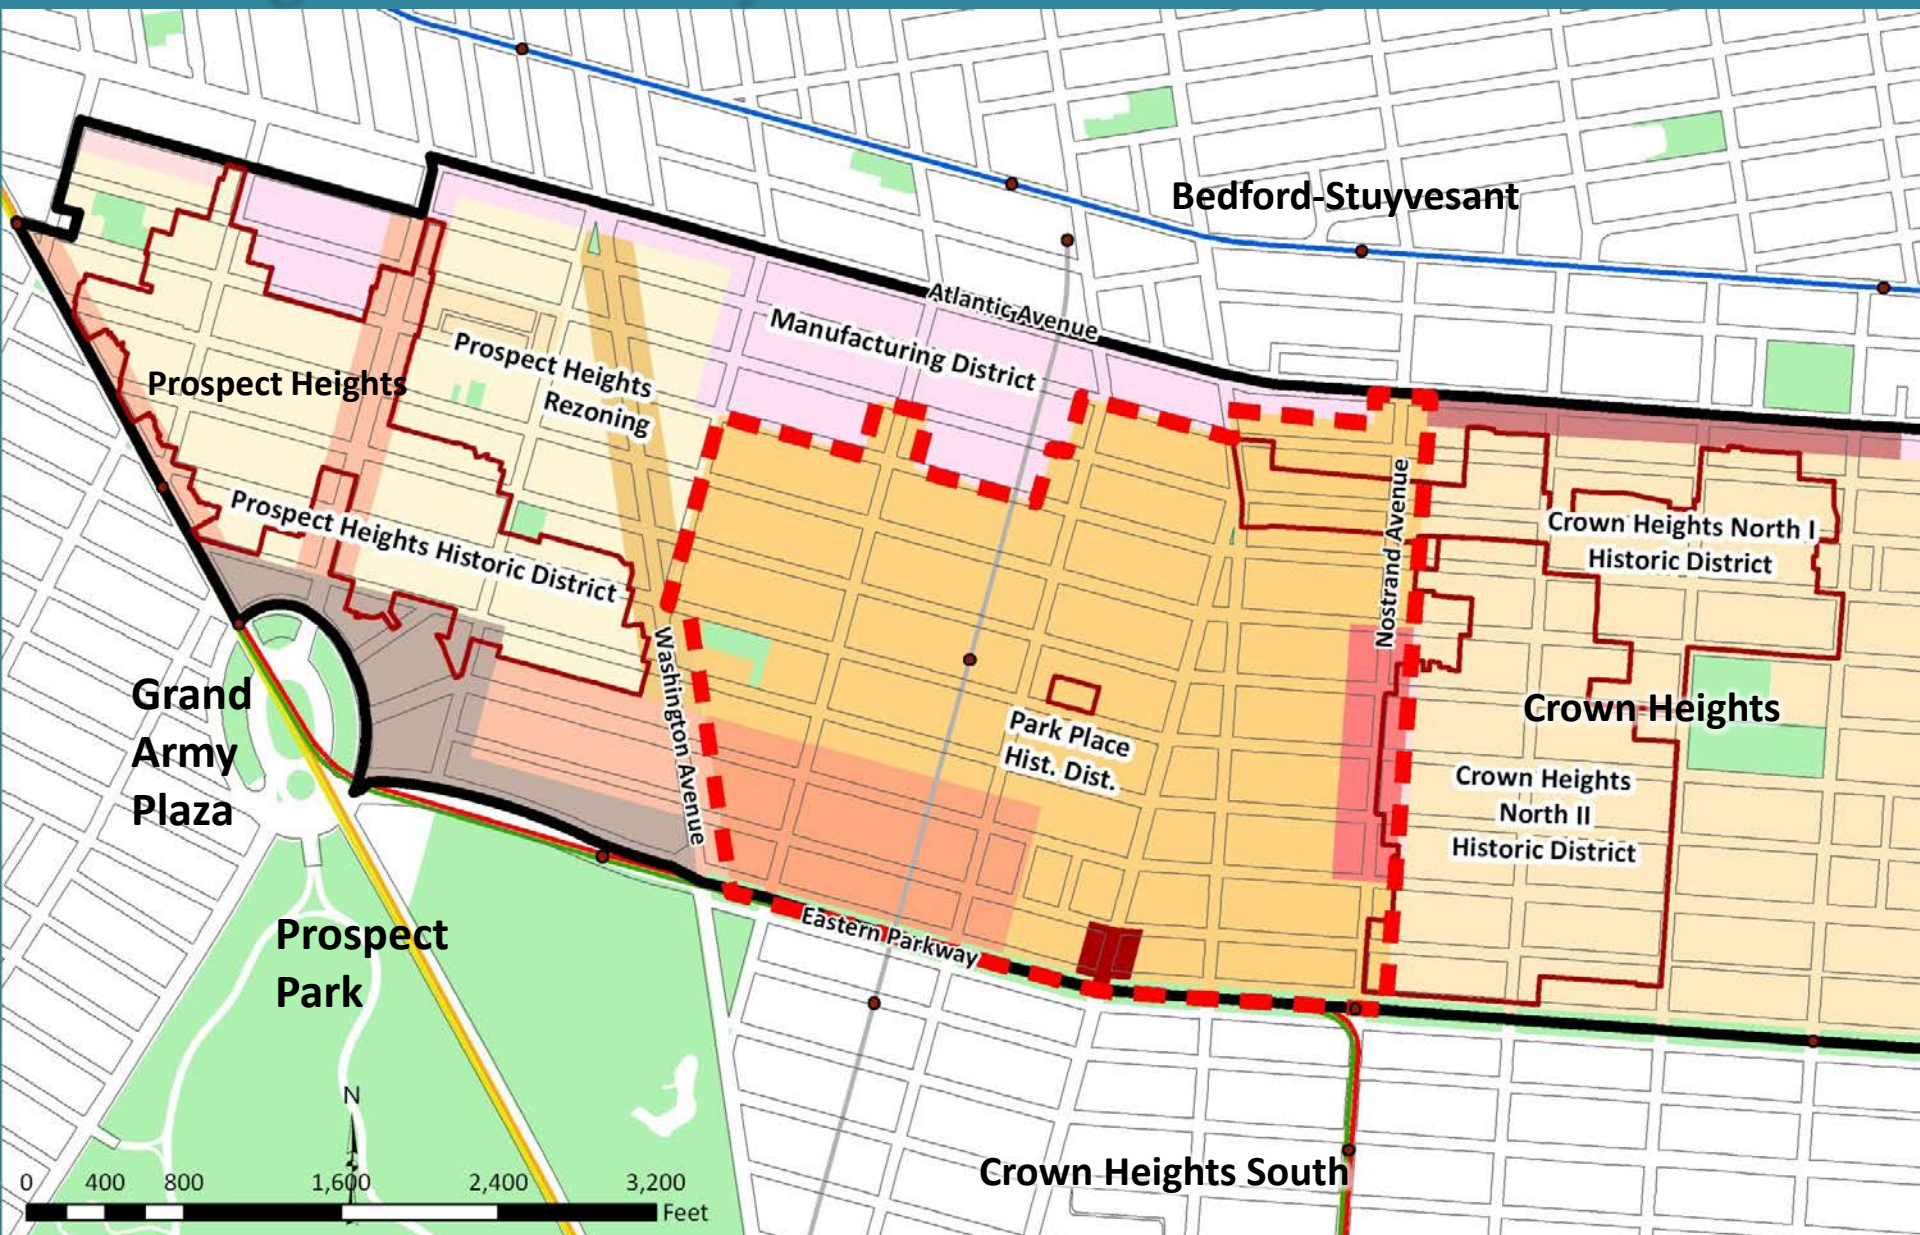 Bedford-Stuyvesant
Atlantic Avenue
Manufacturing District
Prospect Heights
Rezoning
Prospect Heights
Prospect Heights Historic District
Nostrand Avenue
Crown Heights North I
Historic District
Washington Avenue
Grand
Army
Plaza
Park Place
Hist. Dist.
Crown Heights
Crown Heights
North II
Historic District
Eastern Parkway
Prospect
Park
N
Crown Heights South
0 400 800 1,600 2,400 3,200
Feet